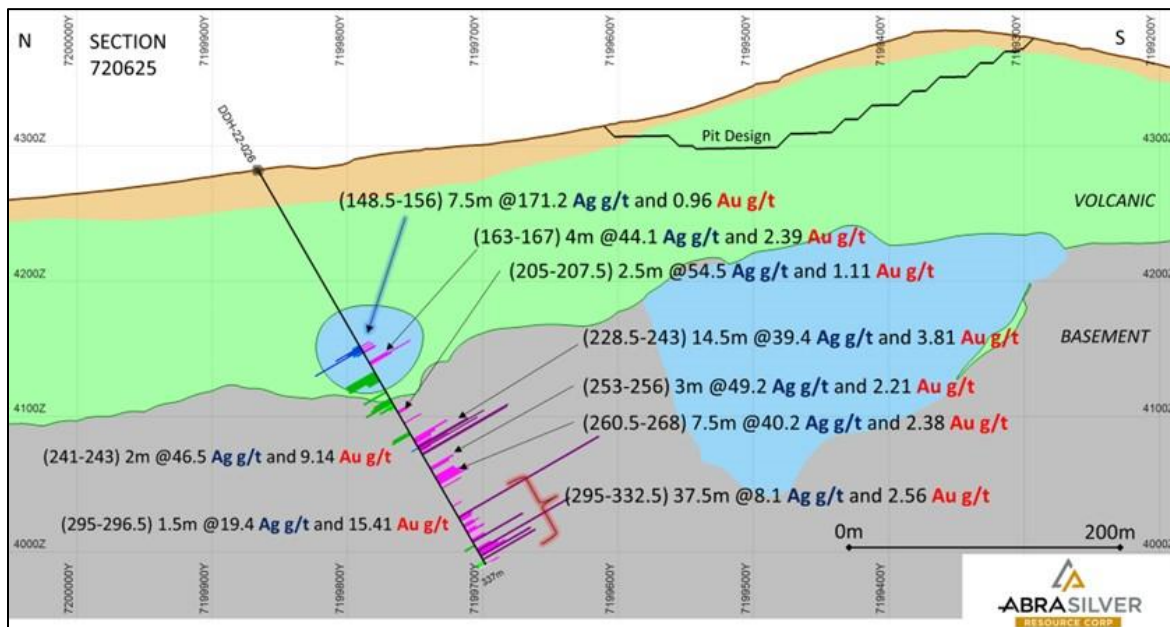 N
SECTION
720625
S
7200000Y
7199900Y
7199800Y
7199700Y
7199600Y
7199500Y
7199400Y
7199300Y
7199200Y
DDH-22-026
4300Z
4300Z
Pit Design
(148.5-156) 7.5m @171.2 Ag g/t and 0.96 Au g/t
VOLCANIC
(163-167) 4m @44.1 Ag g/t and 2.39 Au g/t
(205-207.5) 2.5m @54.5 Ag g/t and 1.11 Au g/t
4200Z
4200Z
(228.5-243) 14.5m @39.4 Ag g/t and 3.81 Au g/t
BASEMENT
(253-256) 3m @49.2 Ag g/t and 2.21 Au g/t
4100Z
4100Z
(260.5-268) 7.5m @40.2 Ag g/t and 2.38 Au g/t
(241-243) 2m @46.5 Ag g/t and 9.14 Au g/t
(295-332.5) 37.5m @8.1 Ag g/t and 2.56 Au g/t
(295-296.5) 1.5m @19.4 Ag g/t and 15.41 Au g/t
0m 200m
4000Z
4000Z
337m
7200000Y
7199900Y
7199800Y
7199700Y
7199600Y
7199500Y
7199400Y
ABRASILVER
RESOURCE CORP